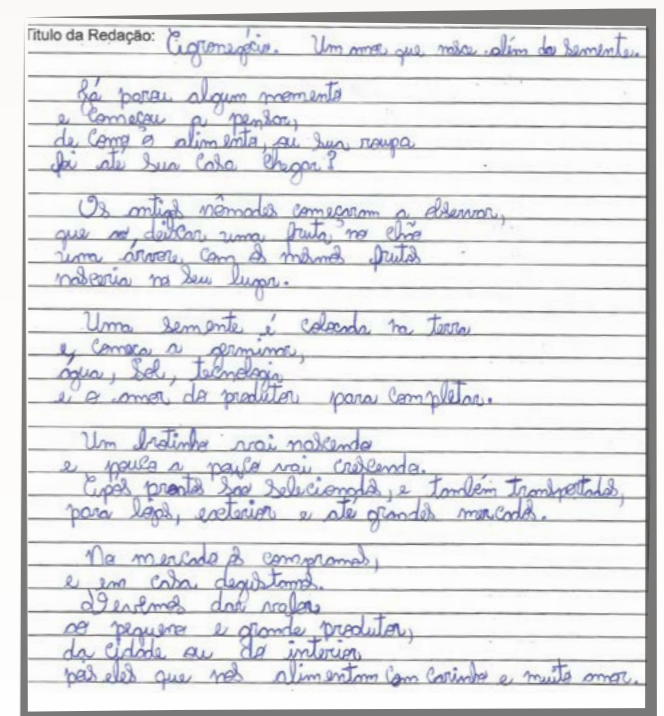 Título da Redação: Agronegócio. Um amor que nasce além da semente.
Já parou algum momento
e começou a pensar,
de como o alimento, ou sua roupa
foi até sua casa chegar?
Os antigos nômades começaram a observar,
que ao deixar uma fruta no chão
uma árvore, com os mesmos frutos
nasceria no seu lugar.
Uma semente é colocada na terra
e, começa a germinar,
água, Sol, tecnologia
e o amor do produtor para completar.
Um brotinho vai nascendo
e pouco a pouco vai crescendo.
Após prontos são selecionados, e também transportados,
para lojas, exterior e até grandes mercados.
No mercado os compramos,
e em casa degustamos.
Devemos dar valor
ao pequeno e grande produtor,
da cidade ou do interior
pois eles que nos alimentam com carinho e muito amor.